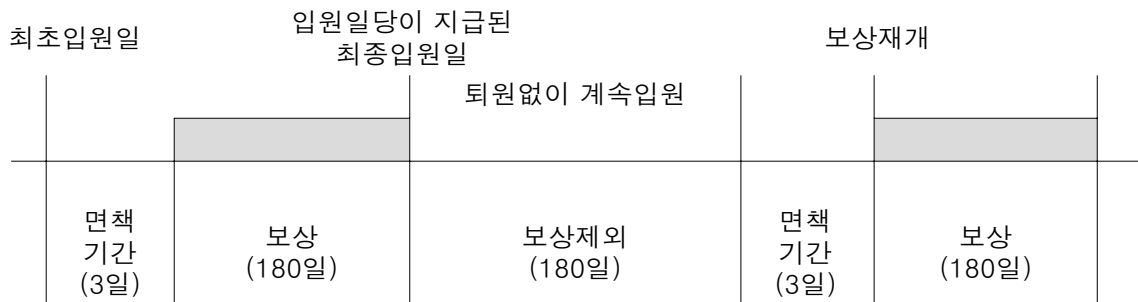 최초입원일
입원일당이 지급된
최종입원일
보상재개
퇴원없이 계속입원
면책
기간
(3일)
보상
(180일)
보상제외
(180일)
면책
기간
(3일)
보상
(180일)